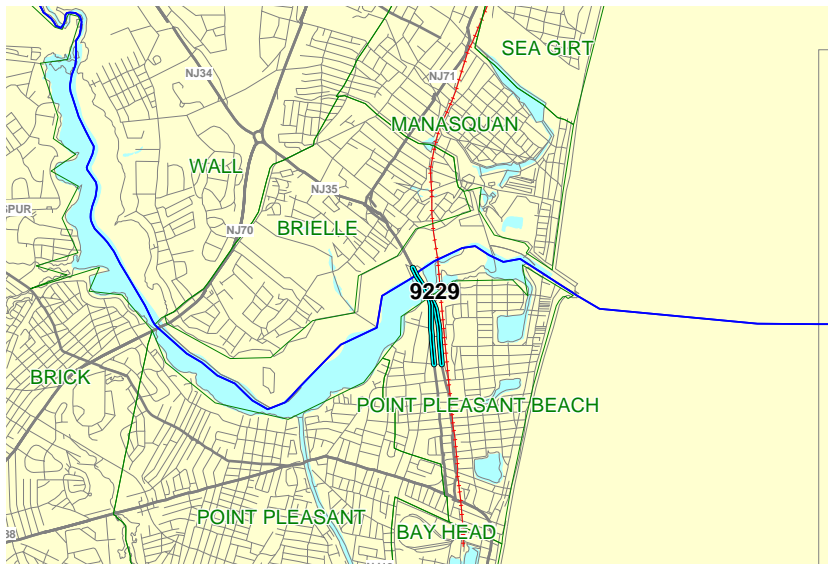 SEA GIRT
NJ34
NJ71
MANASQUAN
WALL
NJ35
SPUR
BRIELLE
NJ70
9229
BRICK
POINT PLEASANT BEACH
POINT PLEASANT
BAY HEAD
88